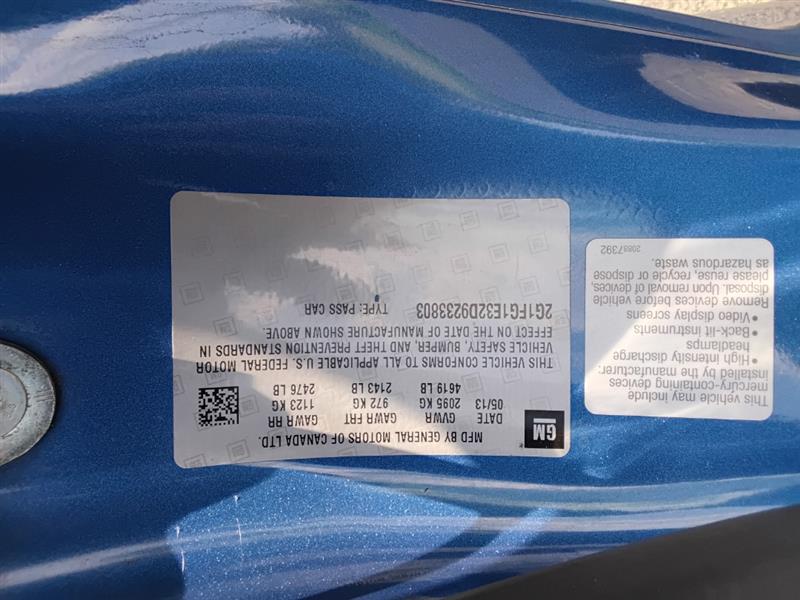 GM
MFG BY GENERAL MOTORS OF CANADA LTD.
DATE GVWR GAWR FRT GAWR RR
05/13 2095 KG 972 KG 1123 KG
4619 LB 2143 LB 2476 LB
THIS VEHICLE CONFORMS TO ALL APPLICABLE U.S. FEDERAL MOTOR
VEHICLE SAFETY, BUMPER, AND THEFT PREVENTION STANDARDS IN
EFFECT ON THE DATE OF MANUFACTURE SHOWN ABOVE.
2G1FG1E32D9233803 TYPE: PASS CAR
This vehicle may include
mercury-containing devices
installed by the manufacturer:
• High intensity discharge
headlamps
• Back-lit instruments
• Video display screens
Remove devices before vehicle
disposal. Upon removal of devices,
please reuse, recycle or dispose
as hazardous waste.
20887392